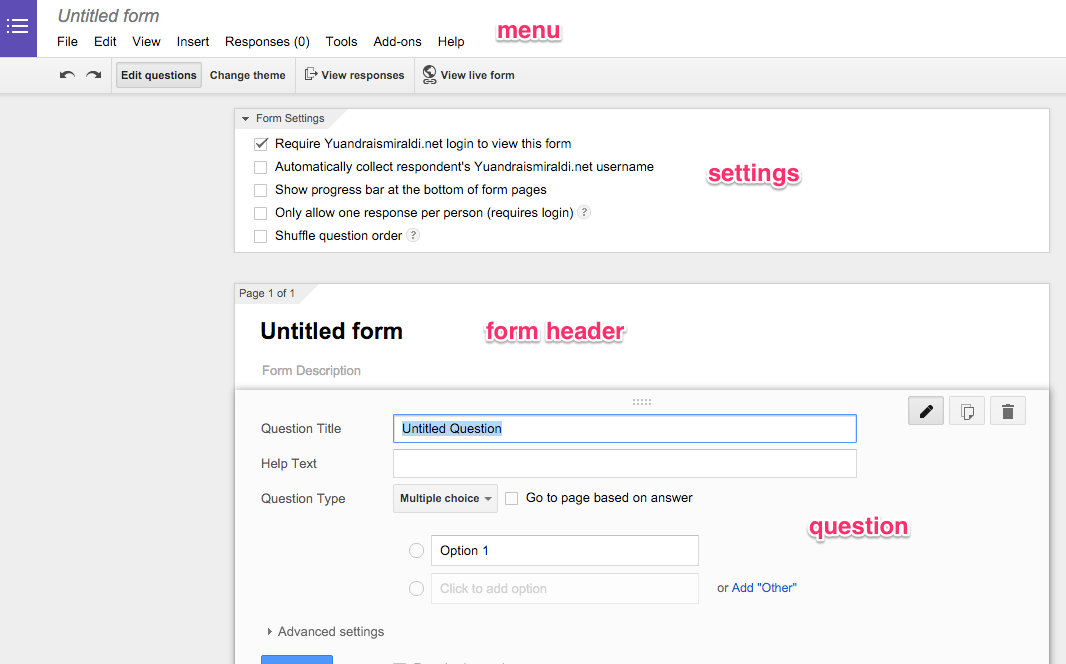 Untitled form
File Edit View Insert Responses (0) Tools Add-ons Help
menu
Edit questions Change theme View responses View live form
Form Settings
Require Yuandraismiraldi.net login to view this form
Automatically collect respondent's Yuandraismiraldi.net username
settings
Show progress bar at the bottom of form pages
Only allow one response per person (requires login) ?
Shuffle question order ?
Page 1 of 1
Untitled form
form header
Form Description
Question Title Untitled Question
Help Text
Question Type Multiple choice Go to page based on answer
question
Option 1
Click to add option or Add "Other"
Advanced settings